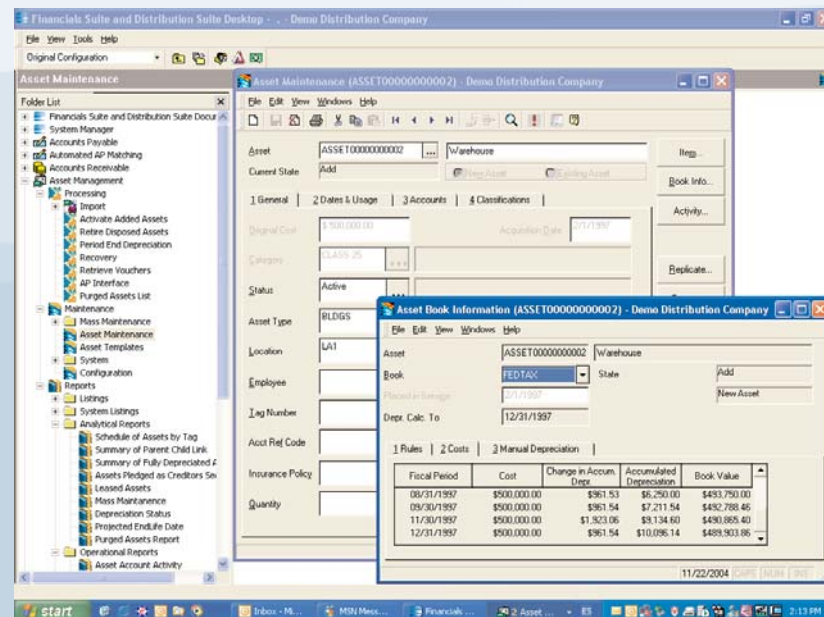 Financials Suite and Distribution Suite Desktop - . - Demo Distribution Company
File View Tools Help
Original Configuration
Asset Maintenance
Folder List
Financials Suite and Distribution Suite Docur
System Manager
Accounts Payable
Automated AP Matching
Accounts Receivable
Asset Management
Processing
Import
Activate Added Assets
Retire Disposed Assets
Period End Depreciation
Recovery
Retrieve Vouchers
AP Interface
Purged Assets List
Maintenance
Mass Maintenance
Asset Maintenance
Asset Templates
System
Configuration
Reports
Listings
System Listings
Analytical Reports
Schedule of Assets by Tag
Summary of Parent Child Link
Summary of Fully Depreciated A
Assets Pledged as Creditors Sec
Leased Assets
Mass Maintanance
Depreciation Status
Projected EndLife Date
Purged Assets Report
Operational Reports
Asset Account Activity
Asset Maintenance (ASSET00000000002) - Demo Distribution Company
File Edit View Windows Help
Asset ASSET00000000002 ... Warehouse
Current State Add New Asset Existing Asset
Item...
Book Info...
Activity...
Replicate...
1 General 2 Dates & Usage 3 Accounts 4 Classifications
Original Cost $ 500,000.00 Acquisition Date 2/1/1997
Category CLASS 25 ...
Status Active ...
Asset Type BLDGS
Location LA1
Employee
Tag Number
Acct Ref Code
Insurance Policy
Quantity
Asset Book Information (ASSET00000000002) - Demo Distribution Company
File Edit View Windows Help
Asset ASSET00000000002 Warehouse
Book FEDTAX State Add
Placed in Service 2/1/1997 New Asset
Depr. Calc. To 12/31/1997
1 Rules 2 Costs 3 Manual Depreciation
Fiscal Period Cost Change in Accum. Depr. Accumulated Depreciation Book Value
08/31/1997 $500,000.00 $961.53 $6,250.00 $493,750.00
09/30/1997 $500,000.00 $961.54 $7,211.54 $492,788.46
11/30/1997 $500,000.00 $1,923.06 $9,134.60 $490,865.40
12/31/1997 $500,000.00 $961.54 $10,096.14 $489,903.86
11/22/2004 CAPS NUM INS
start Inbox - Mi... MSN Mess... Financials ... 2 Asset ... ES 2:13 PM